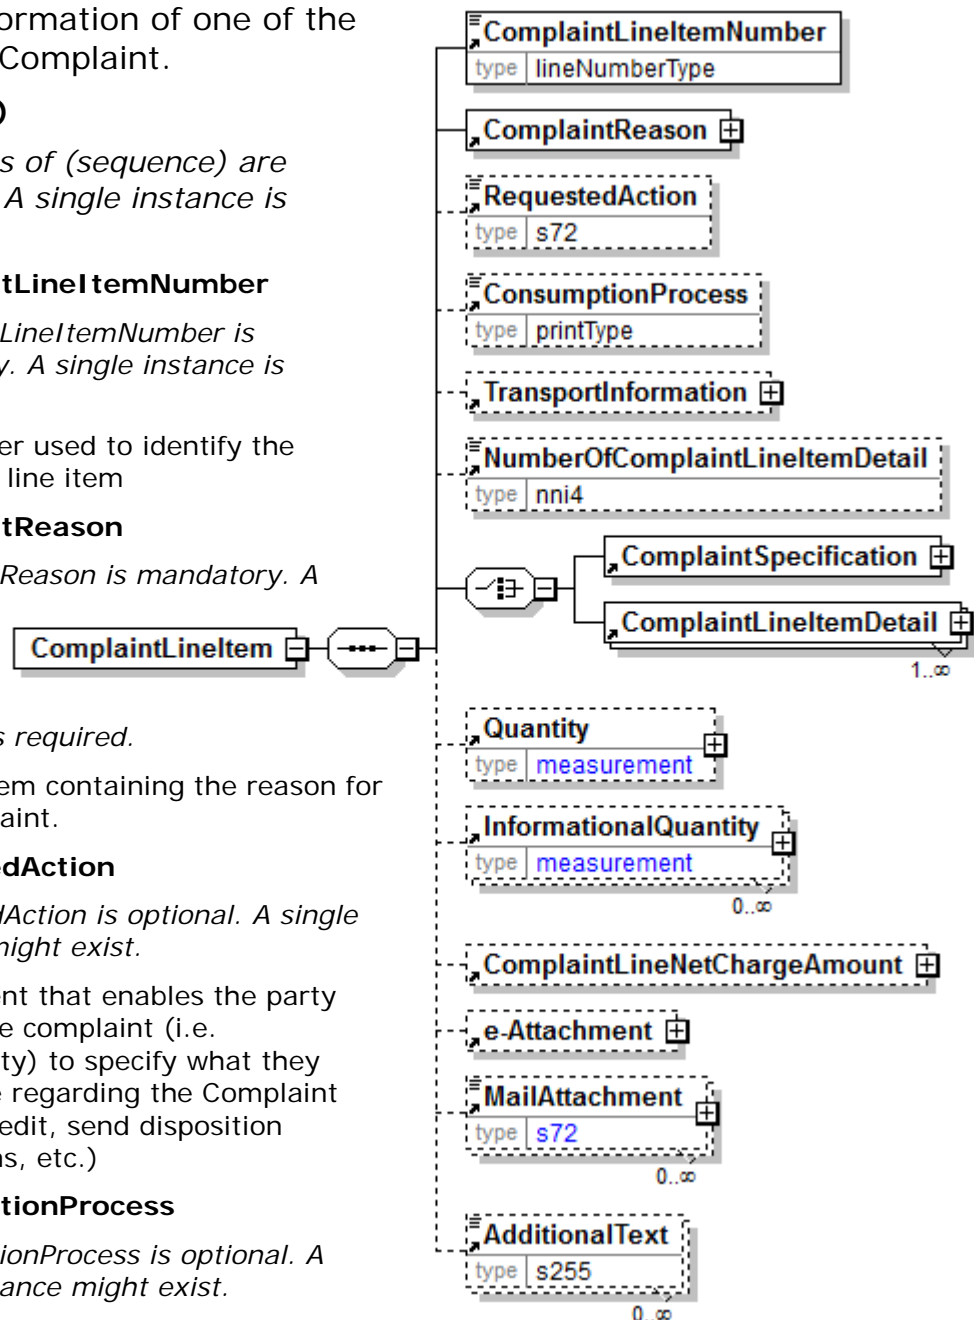 ormation of one of the
Complaint.
)
s of (sequence) are
A single instance is
tLineItemNumber
LineItemNumber is
y. A single instance is
er used to identify the
line item
tReason
Reason is mandatory. A
s required.
em containing the reason for
aint.
edAction
dAction is optional. A single
might exist.
ent that enables the party
e complaint (i.e.
ty) to specify what they
e regarding the Complaint
edit, send disposition
ns, etc.)
tionProcess
ionProcess is optional. A
ance might exist.
ComplaintLineItem
ComplaintLineItemNumber
type lineNumberType
ComplaintReason
RequestedAction
type s72
ConsumptionProcess
type printType
TransportInformation
NumberOfComplaintLineItemDetail
type nni4
ComplaintSpecification
ComplaintLineItemDetail
1..∞
Quantity
type measurement
InformationalQuantity
type measurement
0..∞
ComplaintLineNetChargeAmount
e-Attachment
MailAttachment
type s72
0..∞
AdditionalText
type s255
0..∞